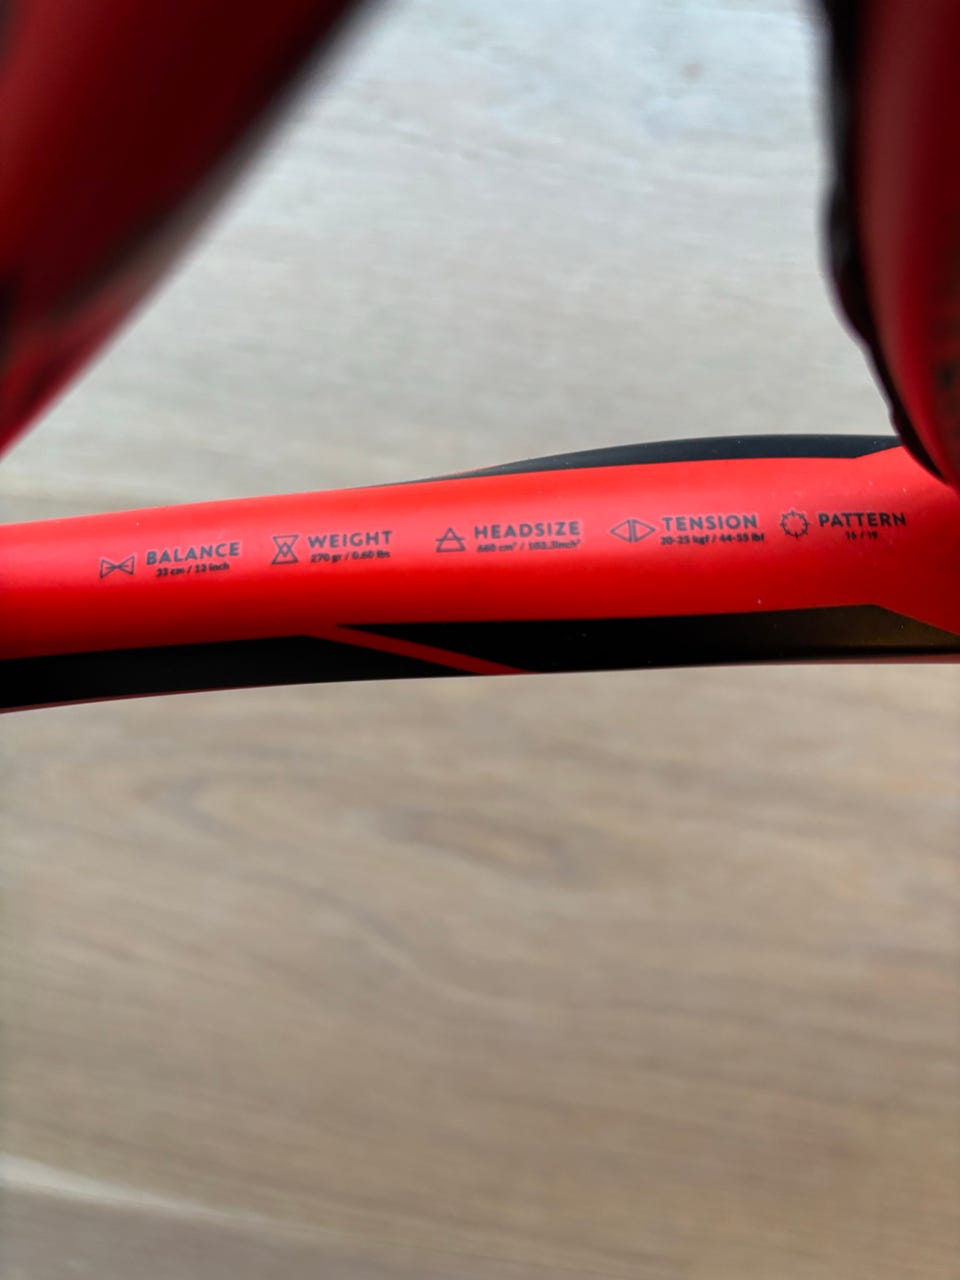 BALANCE
33 cm / 13 inch
WEIGHT
270 gr / 0.60 lbs
HEADSIZE
660 cm² / 102.3inch²
TENSION
20-25 kgf / 44-55 lbf
PATTERN
16 / 19